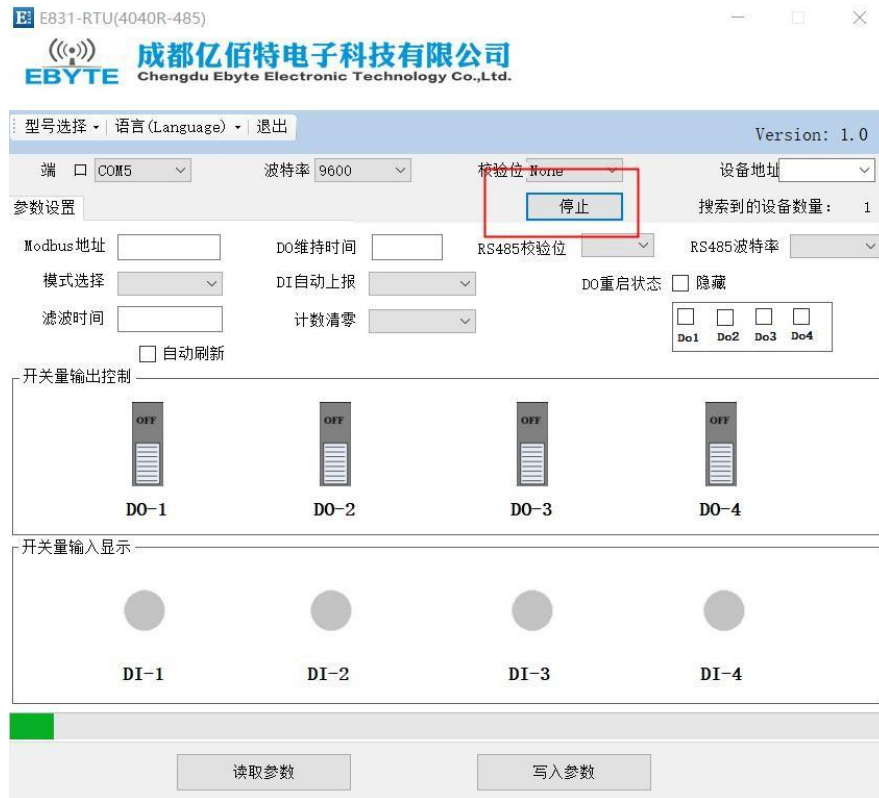 E831-RTU(4040R-485)
EBYTE
成都亿佰特电子科技有限公司
Chengdu Ebyte Electronic Technology Co.,Ltd.
型号选择 语言(Language) 退出
Version: 1.0
端 口 COM5 波特率 9600 校验位 None 设备地址
参数设置 停止 搜索到的设备数量: 1
Modbus地址 DO维持时间 RS485校验位 RS485波特率
模式选择 DI自动上报 DO重启状态 隐藏
滤波时间 计数清零
Do1 Do2 Do3 Do4
自动刷新
开关量输出控制
OFF OFF OFF OFF
DO-1 DO-2 DO-3 DO-4
开关量输入显示
DI-1 DI-2 DI-3 DI-4
读取参数 写入参数